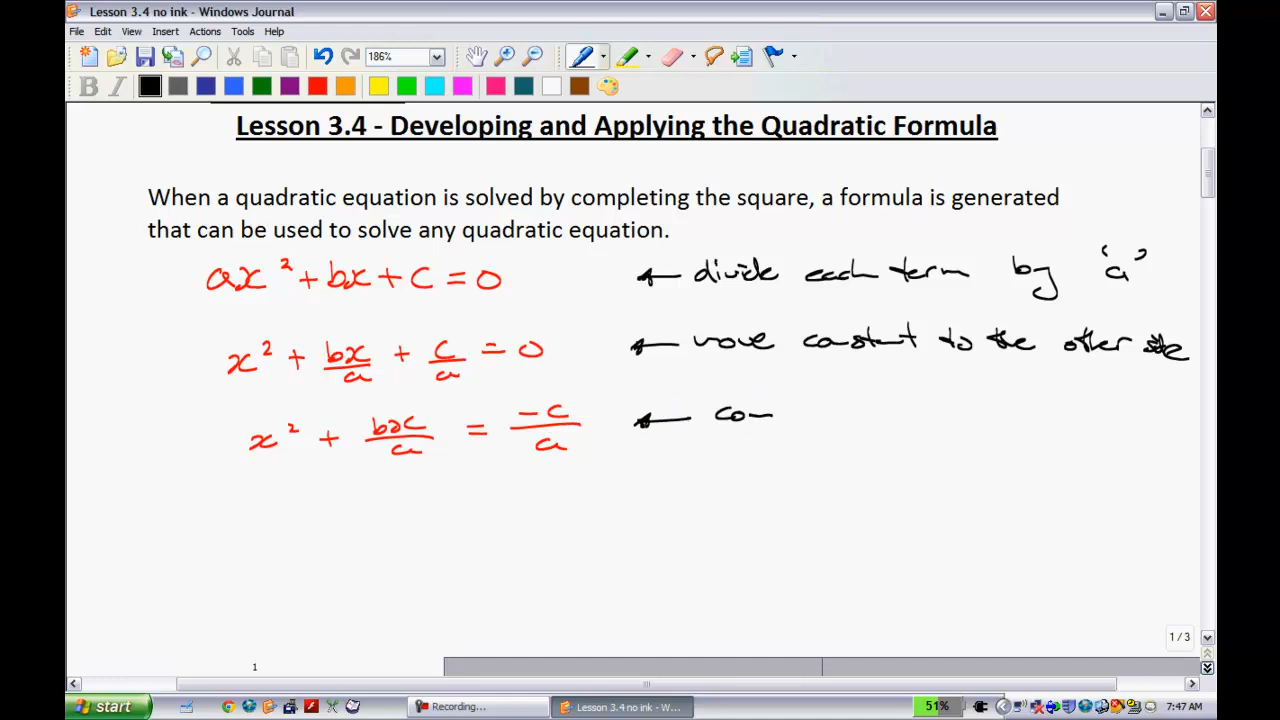 Lesson 3.4 no ink - Windows Journal
File Edit View Insert Actions Tools Help
186%
B I
Lesson 3.4 - Developing and Applying the Quadratic Formula
When a quadratic equation is solved by completing the square, a formula is generated
that can be used to solve any quadratic equation.
ax² + bx + c = 0 ← divide each term by 'a'
x² + bx/a + c/a = 0 ← move constant to the other side
x² + bx/a = -c/a ← com
1 / 3
1
start Recording... Lesson 3.4 no ink - W... 51% 7:47 AM